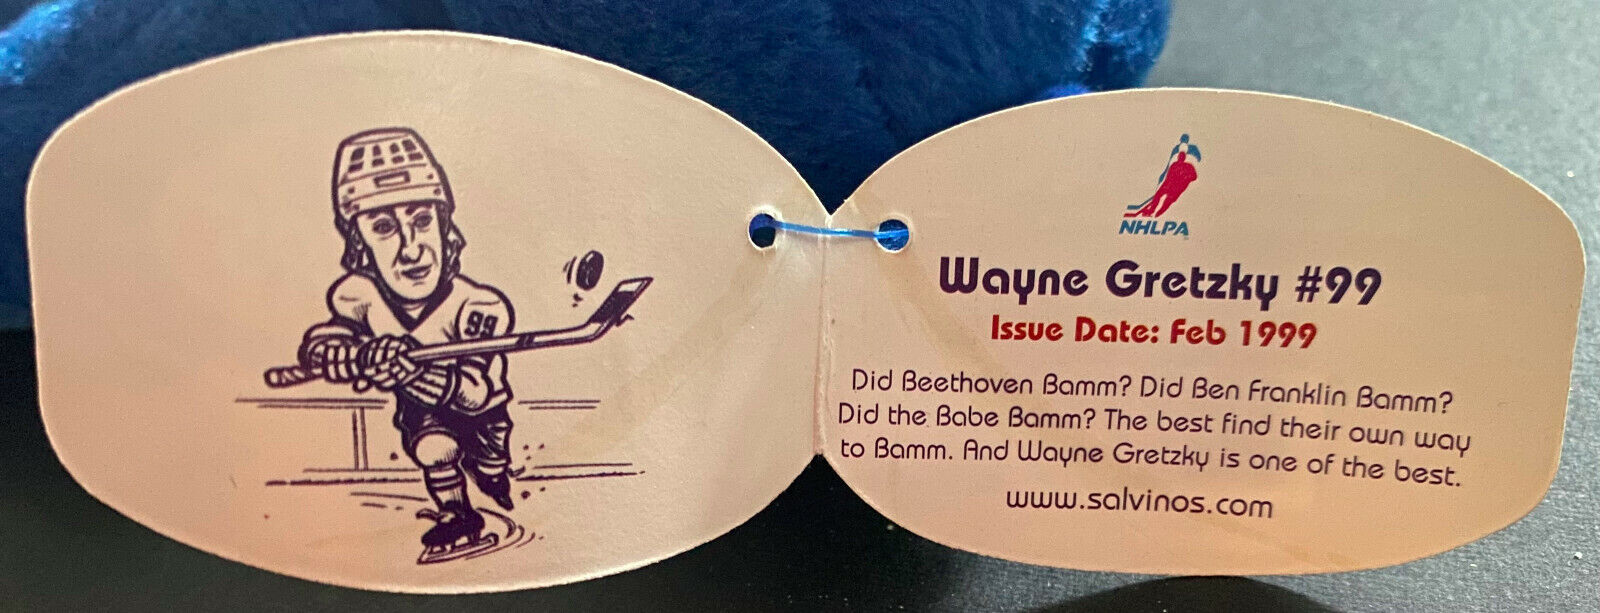 99
NHLPA
Wayne Gretzky #99
Issue Date: Feb 1999
Did Beethoven Bamm? Did Ben Franklin Bamm?
Did the Babe Bamm? The best find their own way
to Bamm. And Wayne Gretzky is one of the best.
www.salvinos.com